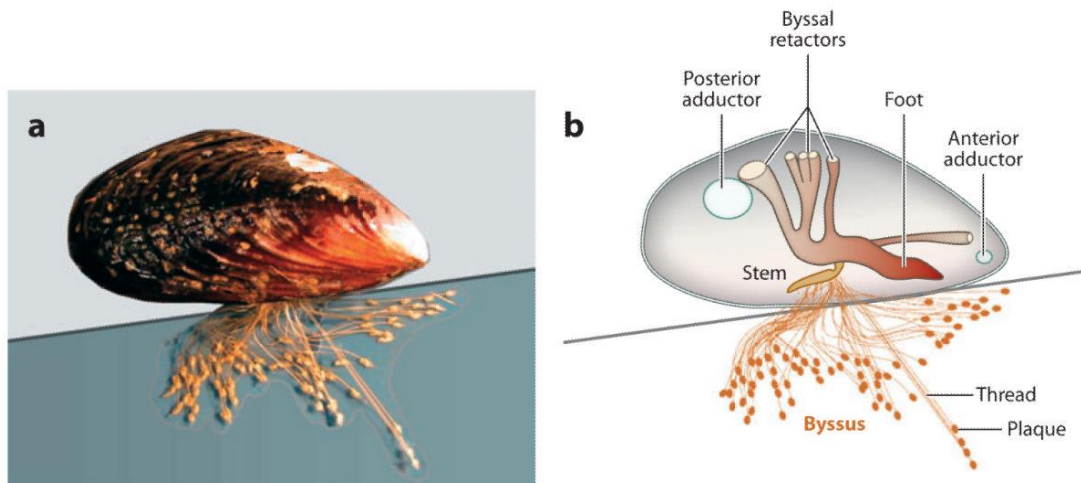 a
b
Byssal
retactors
Posterior
adductor
Foot
Anterior
adductor
Stem
Thread
Byssus
Plaque